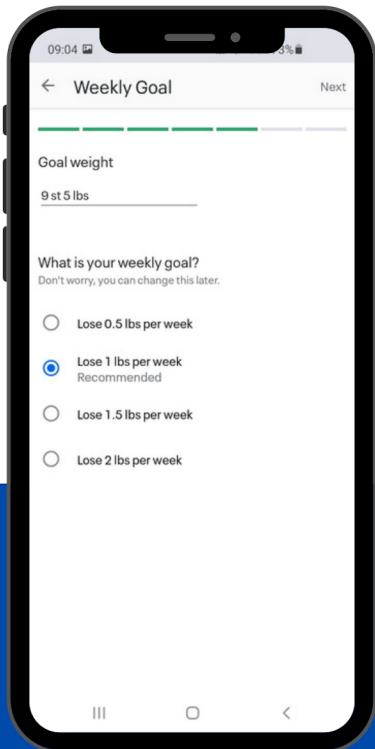 09:04
3%
Weekly Goal
Next
Goal weight
9 st 5 lbs
What is your weekly goal?
Don't worry, you can change this later.
Lose 0.5 lbs per week
Lose 1 lbs per week
Recommended
Lose 1.5 lbs per week
Lose 2 lbs per week